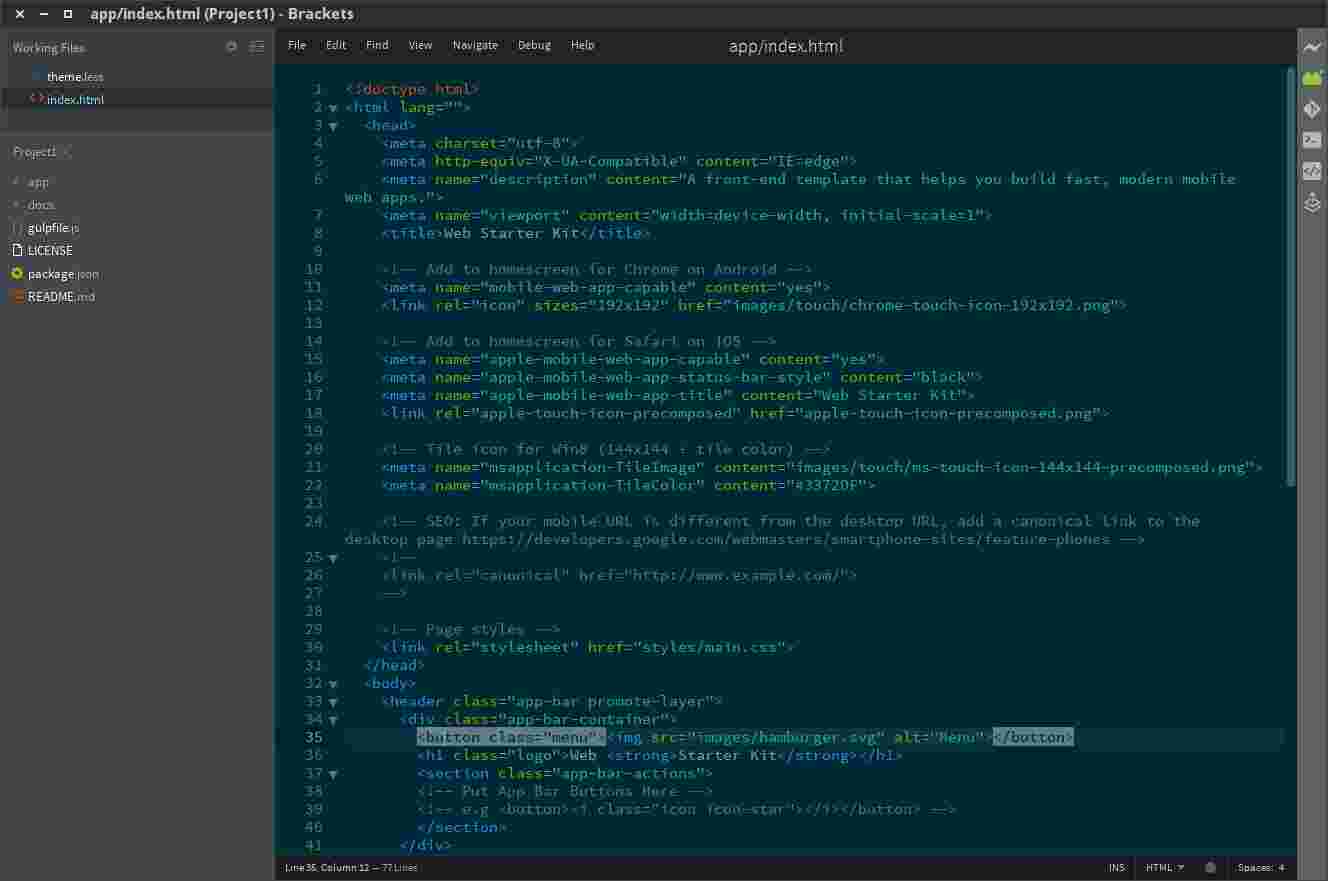 app/index.html (Project1) - Brackets
Working Files
theme.less
index.html
Project1
app
docs
gulpfile.js
LICENSE
package.json
README.md
File Edit Find View Navigate Debug Help
app/index.html
1 <!doctype html>
2 <html lang="">
3 <head>
4 <meta charset="utf-8">
5 <meta http-equiv="X-UA-Compatible" content="IE=edge">
6 <meta name="description" content="A front-end template that helps you build fast, modern mobile
web apps.">
7 <meta name="viewport" content="width=device-width, initial-scale=1">
8 <title>Web Starter Kit</title>
9
10 <!-- Add to homescreen for Chrome on Android -->
11 <meta name="mobile-web-app-capable" content="yes">
12 <link rel="icon" sizes="192x192" href="images/touch/chrome-touch-icon-192x192.png">
13
14 <!-- Add to homescreen for Safari on iOS -->
15 <meta name="apple-mobile-web-app-capable" content="yes">
16 <meta name="apple-mobile-web-app-status-bar-style" content="black">
17 <meta name="apple-mobile-web-app-title" content="Web Starter Kit">
18 <link rel="apple-touch-icon-precomposed" href="apple-touch-icon-precomposed.png">
19
20 <!-- Tile icon for Win8 (144x144 + tile color) -->
21 <meta name="msapplication-TileImage" content="images/touch/ms-touch-icon-144x144-precomposed.png">
22 <meta name="msapplication-TileColor" content="#3372DF">
23
24 <!-- SEO: If your mobile URL is different from the desktop URL, add a canonical link to the
desktop page https://developers.google.com/webmasters/smartphone-sites/feature-phones -->
25 <!--
26 <link rel="canonical" href="http://www.example.com/">
27 -->
28
29 <!-- Page styles -->
30 <link rel="stylesheet" href="styles/main.css">
31 </head>
32 <body>
33 <header class="app-bar promote-layer">
34 <div class="app-bar-container">
35 <button class="menu"><img src="images/hamburger.svg" alt="Menu"></button>
36 <h1 class="logo">Web <strong>Starter Kit</strong></h1>
37 <section class="app-bar-actions">
38 <!-- Put App Bar Buttons Here -->
39 <!-- e.g <button><i class="icon icon-star"></i></button> -->
40 </section>
41 </div>
Line 35, Column 12 — 77 Lines
INS HTML Spaces: 4